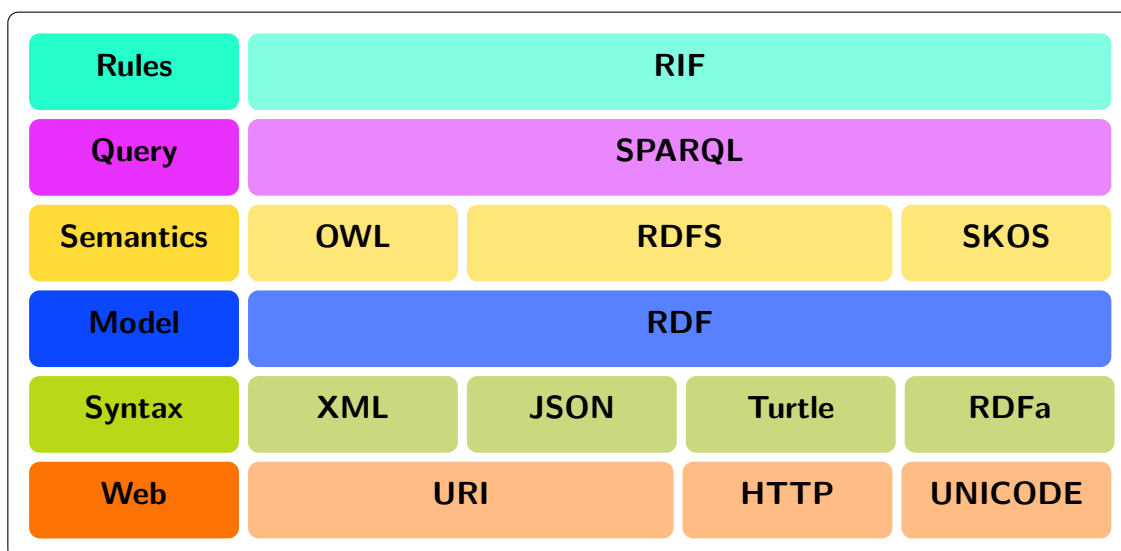 Rules RIF
Query SPARQL
Semantics OWL RDFS SKOS
Model RDF
Syntax XML JSON Turtle RDFa
Web URI HTTP UNICODE